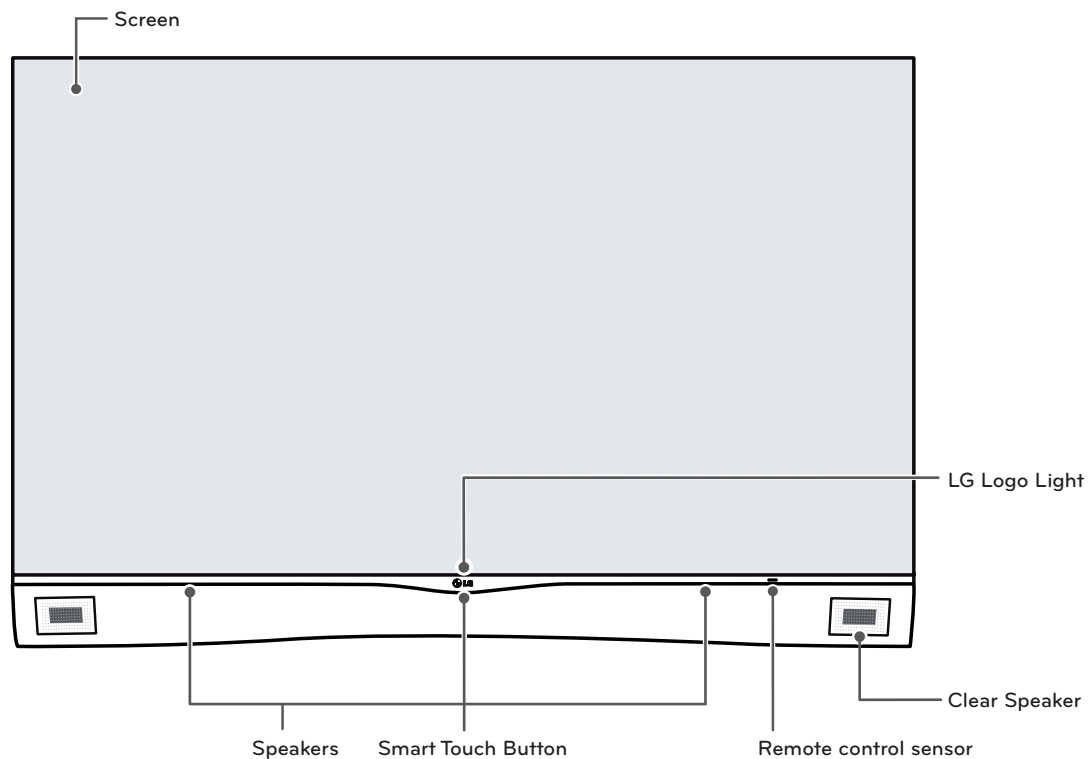 Screen
LG Logo Light
LG
Clear Speaker
Speakers
Smart Touch Button
Remote control sensor